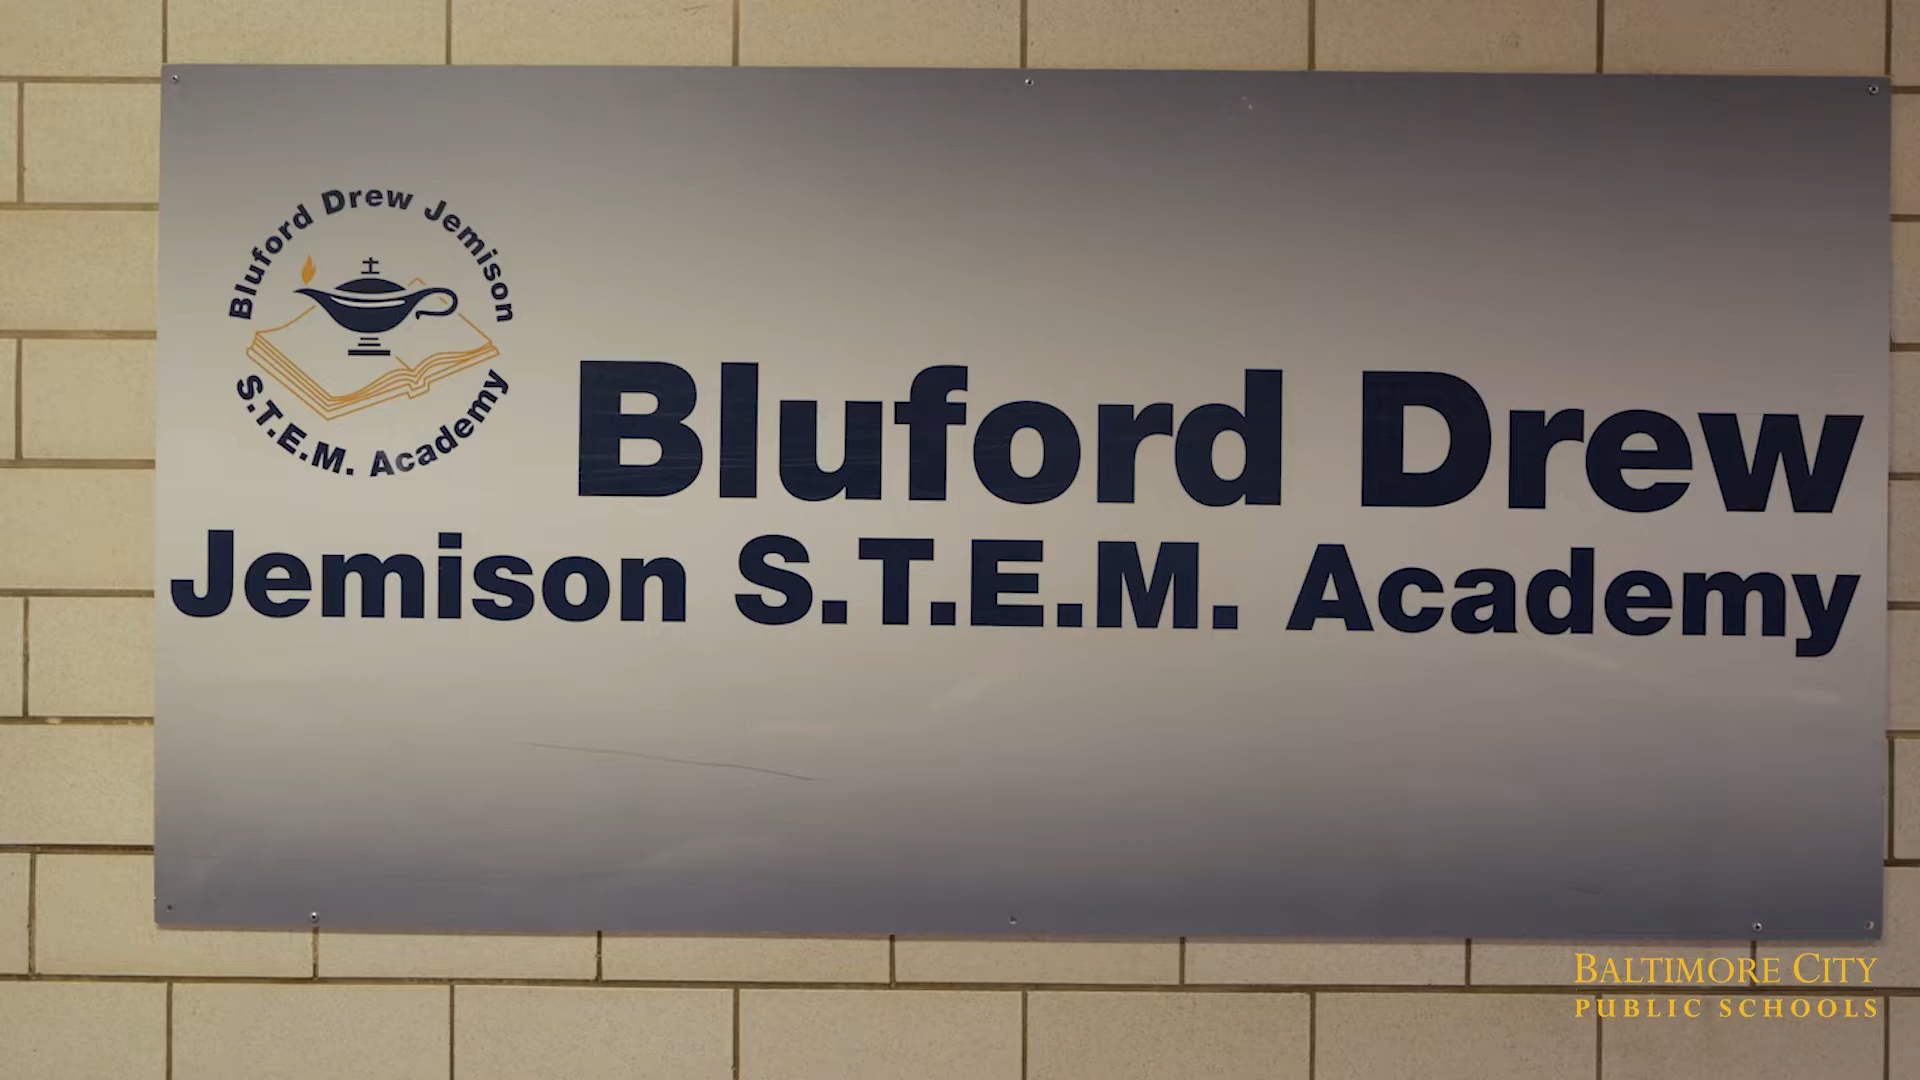 Bluford Drew Jemison
S.T.E.M. Academy
Bluford Drew
Jemison S.T.E.M. Academy
BALTIMORE CITY
PUBLIC SCHOOLS